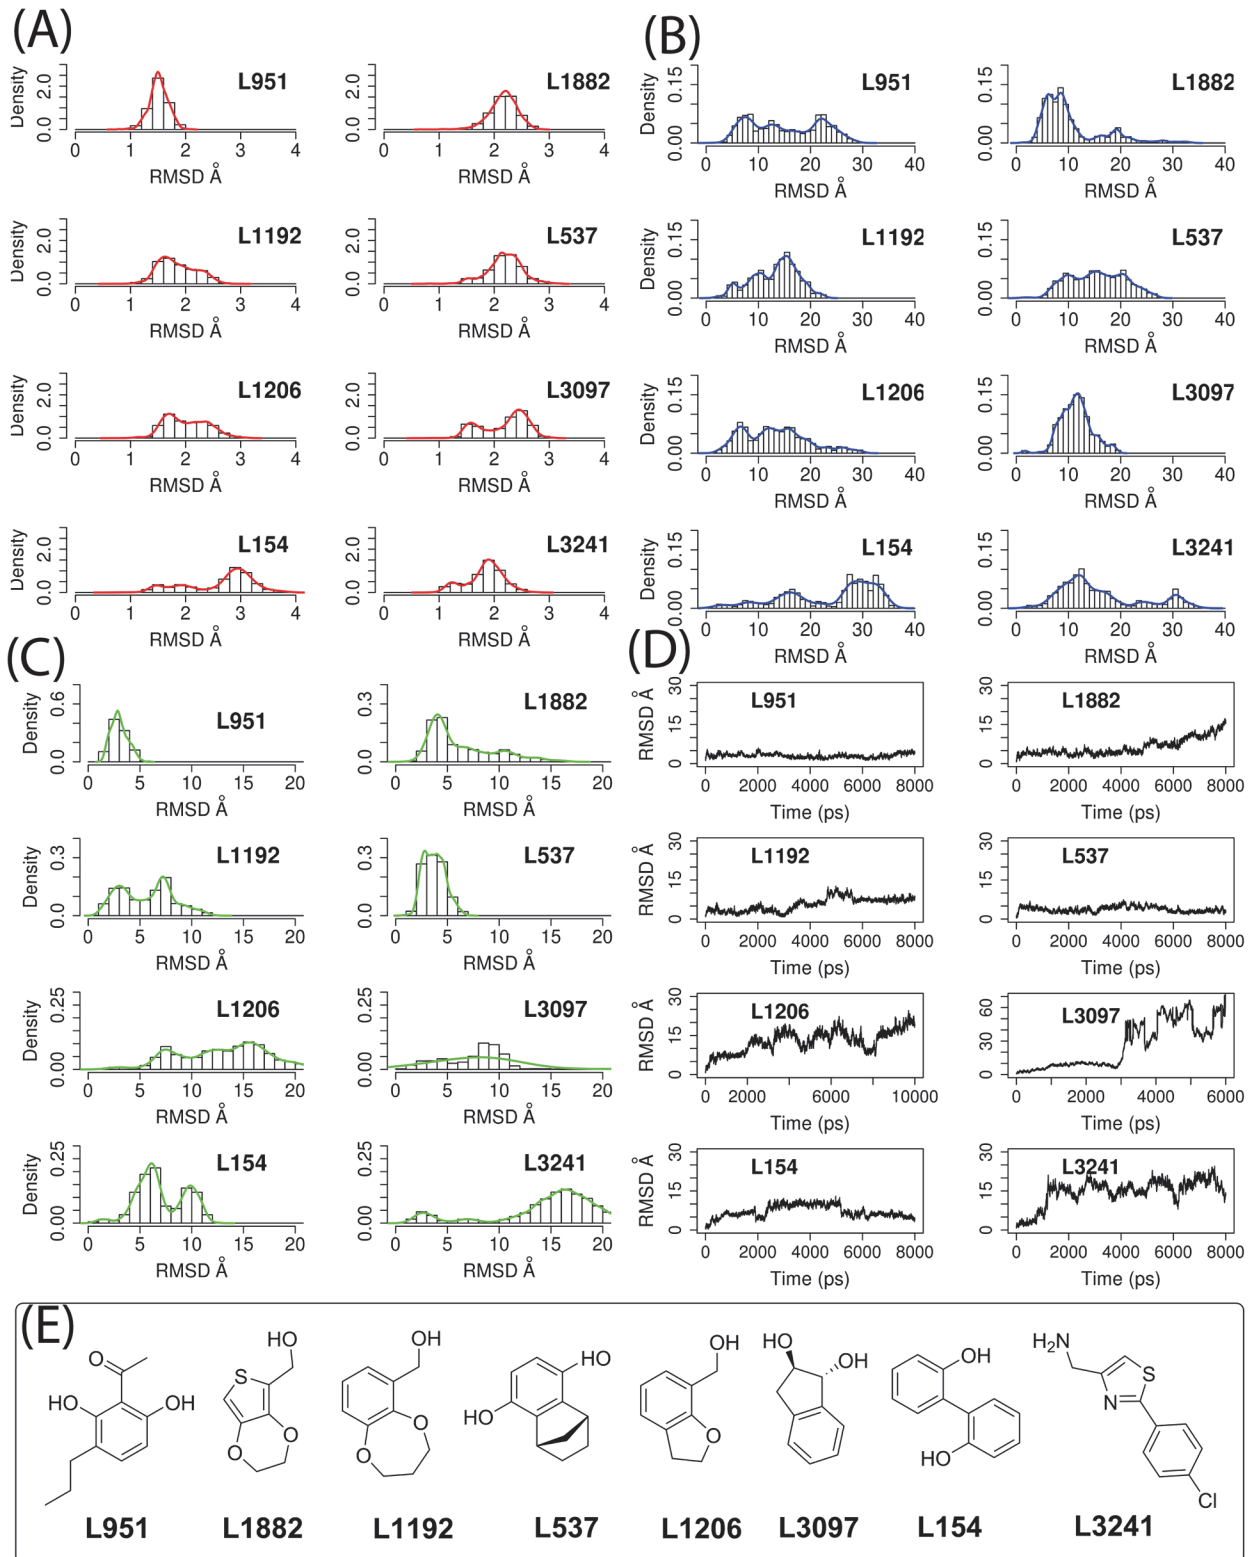 (A)
L951
L1882
Density
0.0 2.0
0.0 2.0
0 1 2 3 4
0 1 2 3 4
RMSD Å
RMSD Å
L1192
L537
Density
0.0 2.0
0.0 2.0
0 1 2 3 4
0 1 2 3 4
RMSD Å
RMSD Å
L1206
L3097
Density
0.0 2.0
0.0 2.0
0 1 2 3 4
0 1 2 3 4
RMSD Å
RMSD Å
L154
L3241
Density
0.0 2.0
0.0 2.0
0 1 2 3 4
0 1 2 3 4
RMSD Å
RMSD Å
(B)
L951
L1882
Density
0.00 0.15
0.00 0.15
0 10 20 30 40
0 10 20 30 40
RMSD Å
RMSD Å
L1192
L537
Density
0.00 0.15
0.00 0.15
0 10 20 30 40
0 10 20 30 40
RMSD Å
RMSD Å
L1206
L3097
Density
0.00 0.15
0.00 0.15
0 10 20 30 40
0 10 20 30 40
RMSD Å
RMSD Å
L154
L3241
Density
0.00 0.15
0.00 0.15
0 10 20 30 40
0 10 20 30 40
RMSD Å
RMSD Å
(C)
L951
L1882
Density
0.0 0.6
0.0 0.3
0 5 10 15 20
0 5 10 15 20
RMSD Å
RMSD Å
L1192
L537
Density
0.0 0.3
0.0 0.3
0 5 10 15 20
0 5 10 15 20
RMSD Å
RMSD Å
L1206
L3097
Density
0.00 0.25
0.00 0.25
0 5 10 15 20
0 5 10 15 20
RMSD Å
RMSD Å
L154
L3241
Density
0.00 0.25
0.00 0.25
0 5 10 15 20
0 5 10 15 20
RMSD Å
RMSD Å
(D)
L951
L1882
RMSD Å
0 15 30
0 15 30
0 2000 4000 6000 8000
0 2000 4000 6000 8000
Time (ps)
Time (ps)
L1192
L537
RMSD Å
0 15 30
0 15 30
0 2000 4000 6000 8000
0 2000 4000 6000 8000
Time (ps)
Time (ps)
L1206
L3097
RMSD Å
0 15 30
0 30 60
0 2000 6000 10000
0 2000 4000 6000
Time (ps)
Time (ps)
L154
L3241
RMSD Å
0 15 30
0 15 30
0 2000 4000 6000 8000
0 2000 4000 6000 8000
Time (ps)
Time (ps)
(E)
O
HO
OH
HO
S
O
O
OH
O
O
HO
HO
OH
O
HO
OH
OH
HO
H₂N
S
N
Cl
L951 L1882 L1192 L537 L1206 L3097 L154 L3241